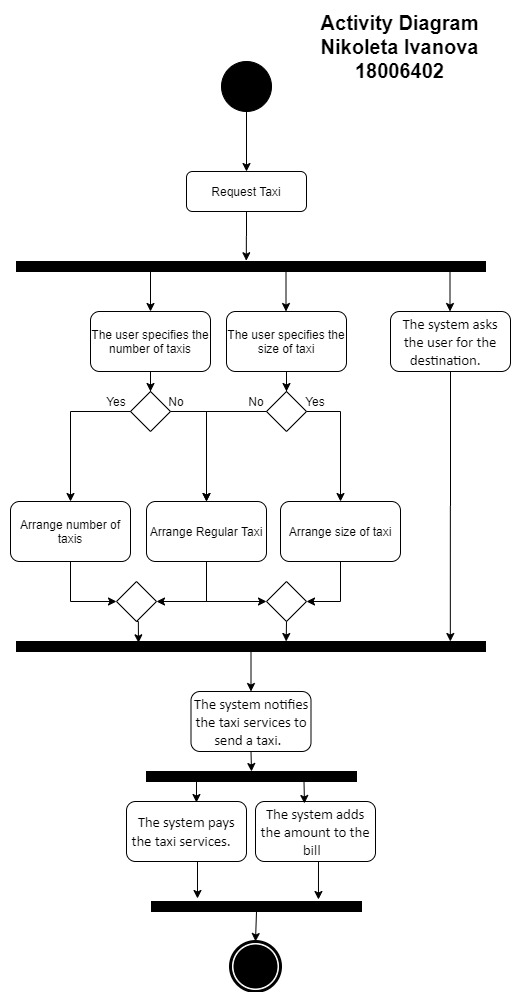 Activity Diagram
Nikoleta Ivanova
18006402
Request Taxi
The user specifies the
number of taxis
The user specifies the
size of taxi
The system asks
the user for the
destination.
Yes
No
No
Yes
Arrange number of
taxis
Arrange Regular Taxi
Arrange size of taxi
The system notifies
the taxi services to
send a taxi.
The system pays
the taxi services.
The system adds
the amount to the
bill